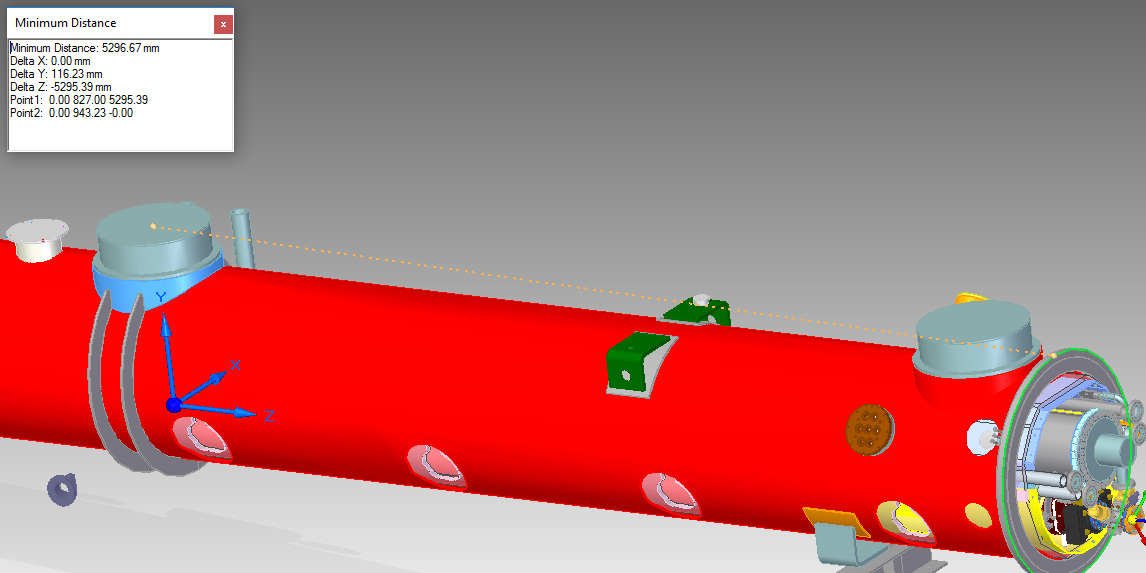 Minimum Distance
x
Minimum Distance: 5296.67 mm
Delta X: 0.00 mm
Delta Y: 116.23 mm
Delta Z: -5295.39 mm
Point1: 0.00 827.00 5295.39
Point2: 0.00 943.23 -0.00
Y
X
Z